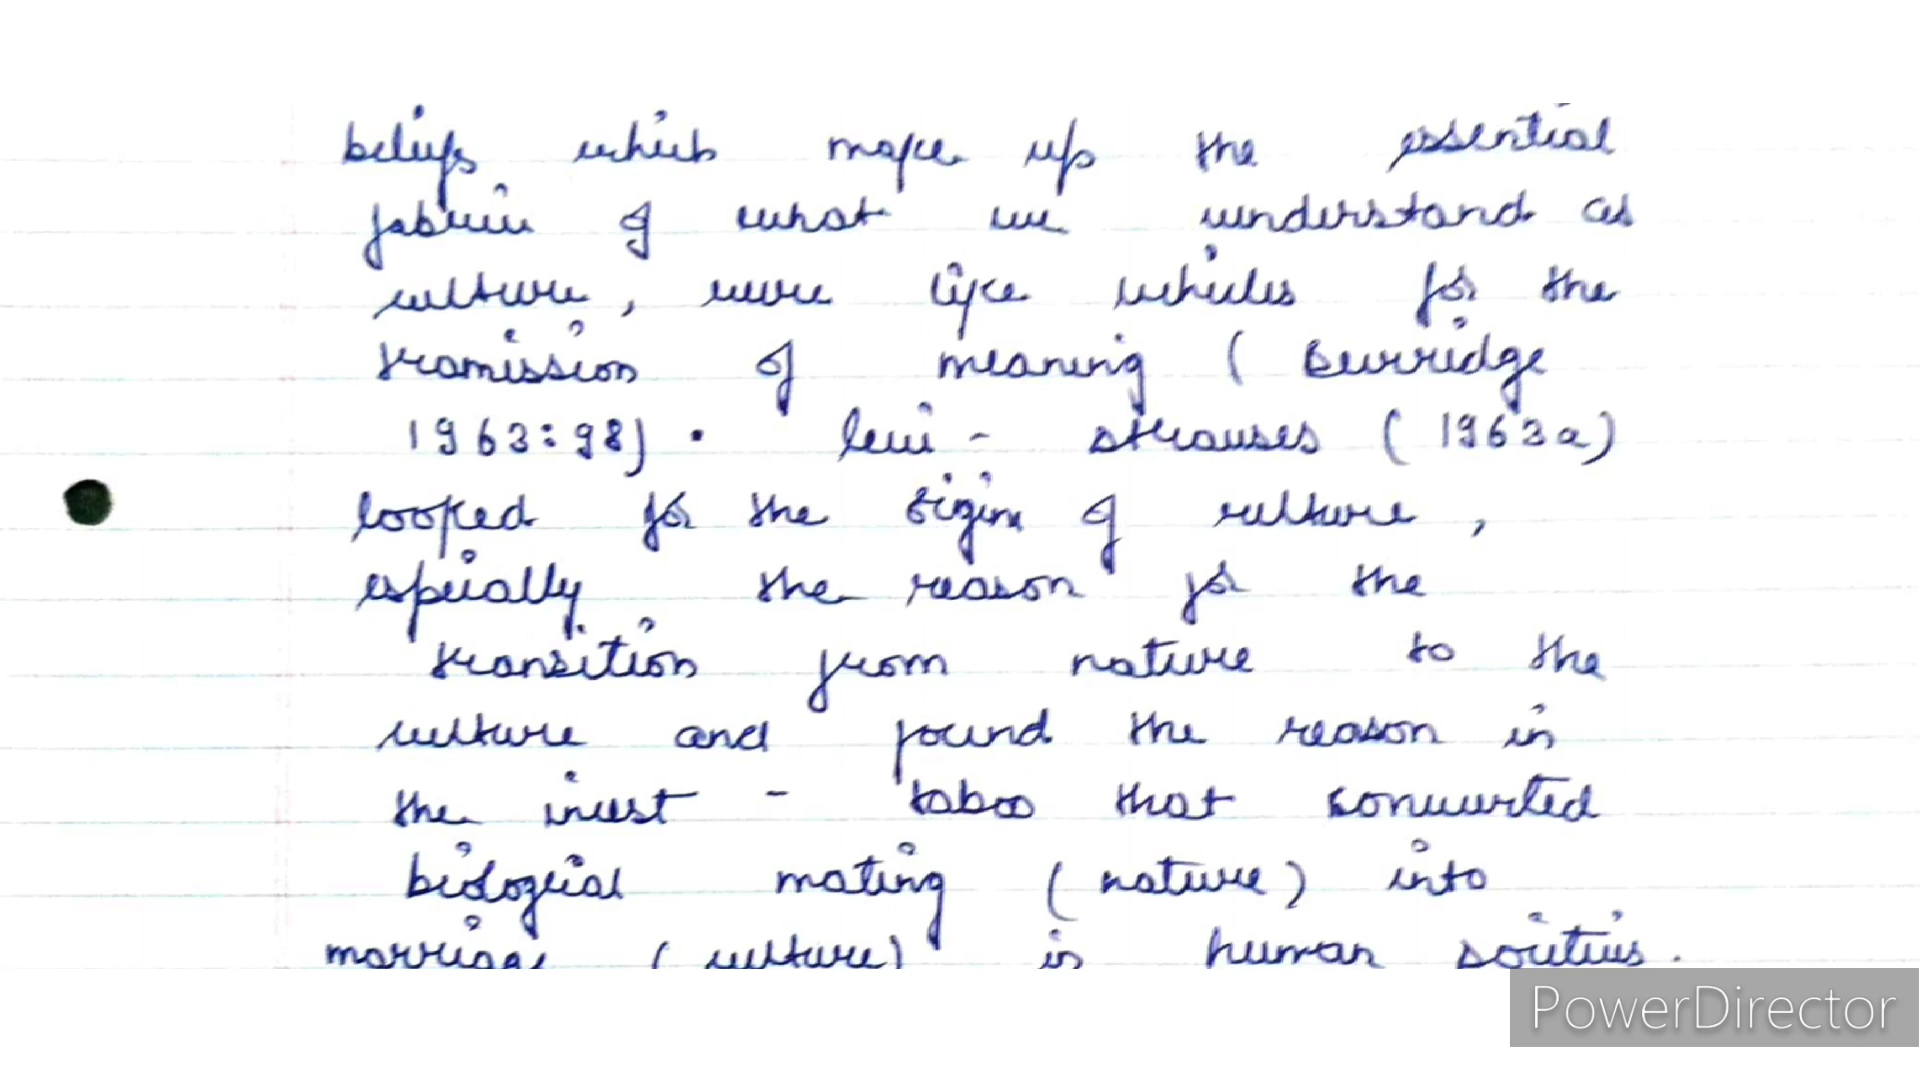 beliefs which make up the essential
fabric of what we understand as
culture, were like vehicles for the
tramission of meaning ( Burridge
1963:98) . levi - strauses ( 1963a)
looked for the origin of culture ,
especially the reason for the
transition from nature to the
culture and found the reason in
the incest - taboo that converted
biological mating ( nature ) into
marriage ( culture ) in human societies .
PowerDirector